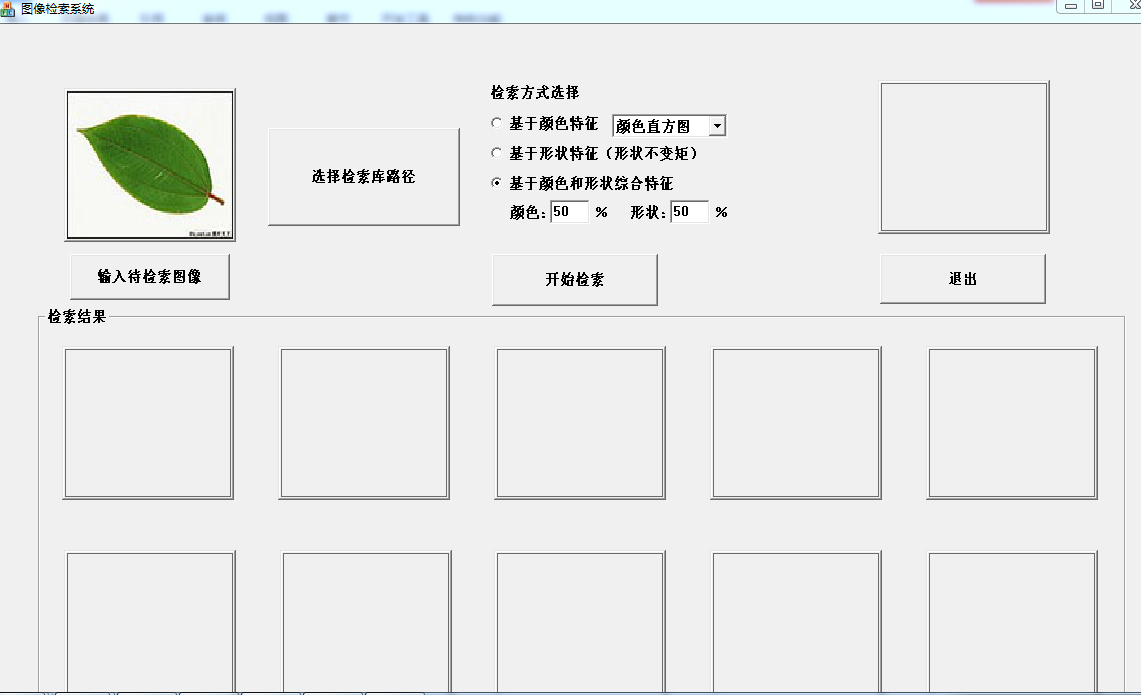 图像检索系统
检索方式选择
基于颜色特征 颜色直方图
基于形状特征（形状不变矩）
基于颜色和形状综合特征
颜色: 50 % 形状: 50 %
选择检索库路径
输入待检索图像
开始检索
退出
检索结果